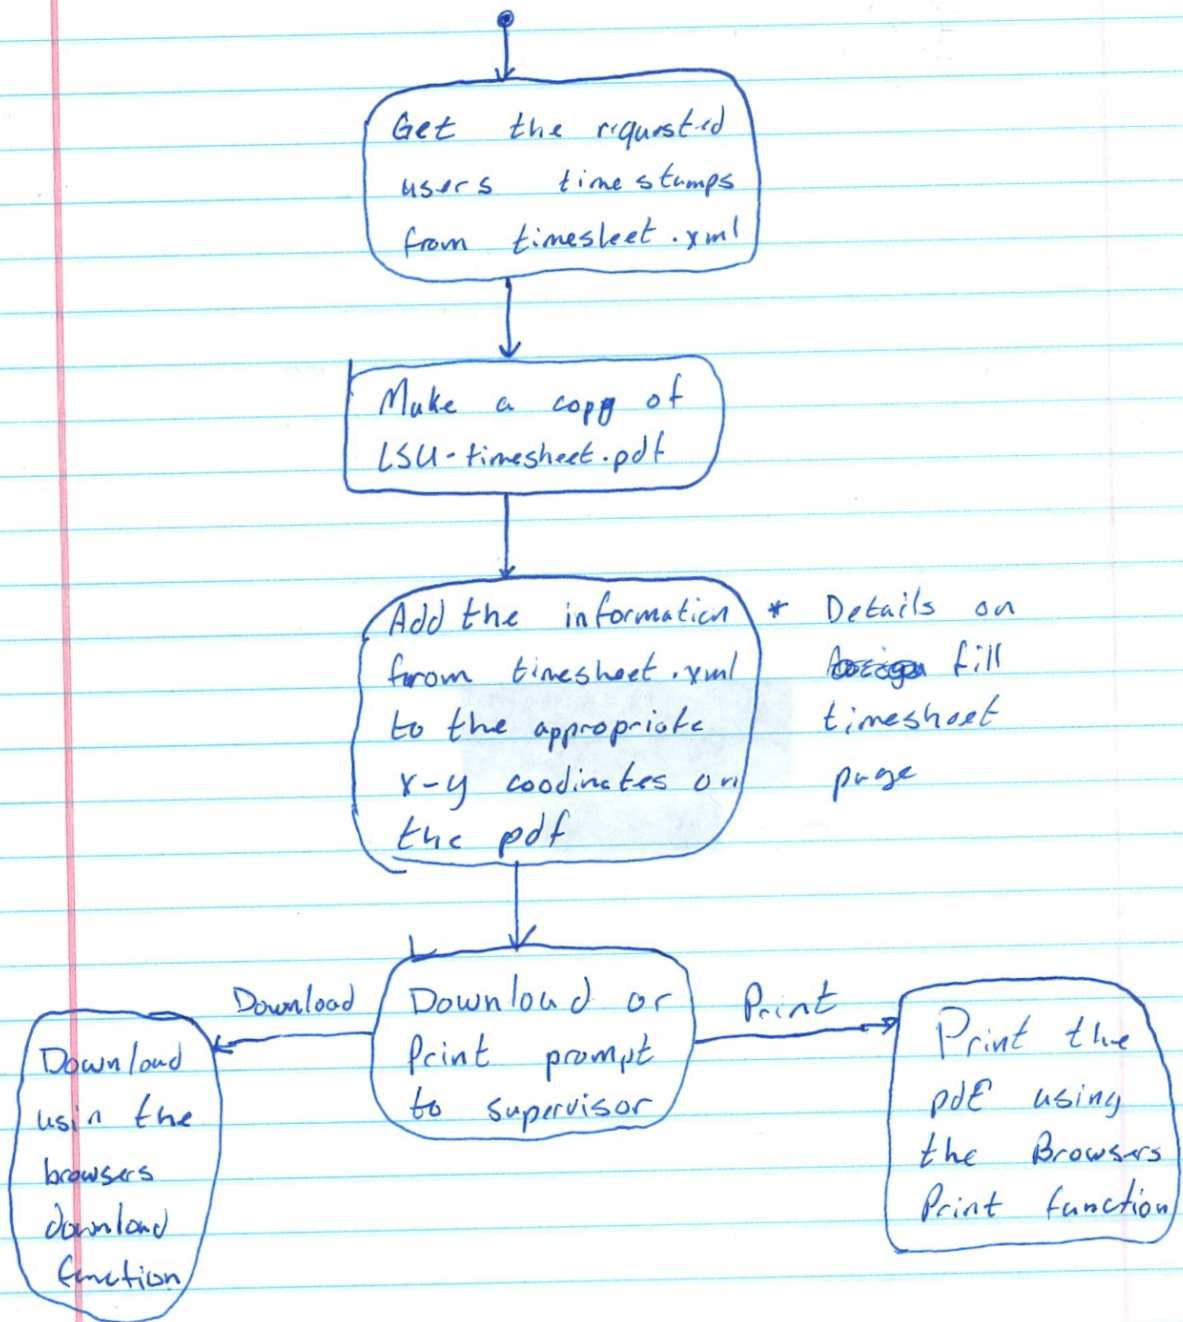 Get the requested
users timestamps
from timesleet.xml
Make a copy of
LSU-timesheet.pdf
Add the information
from timesheet.xml
to the appropriate
x-y coodinates on
the pdf
* Details on
fill
timesheet
page
Download or
Print prompt
to supervisor
Download
Print
Download
usin the
browsers
download
function
Print the
pdf using
the Browsers
Print function